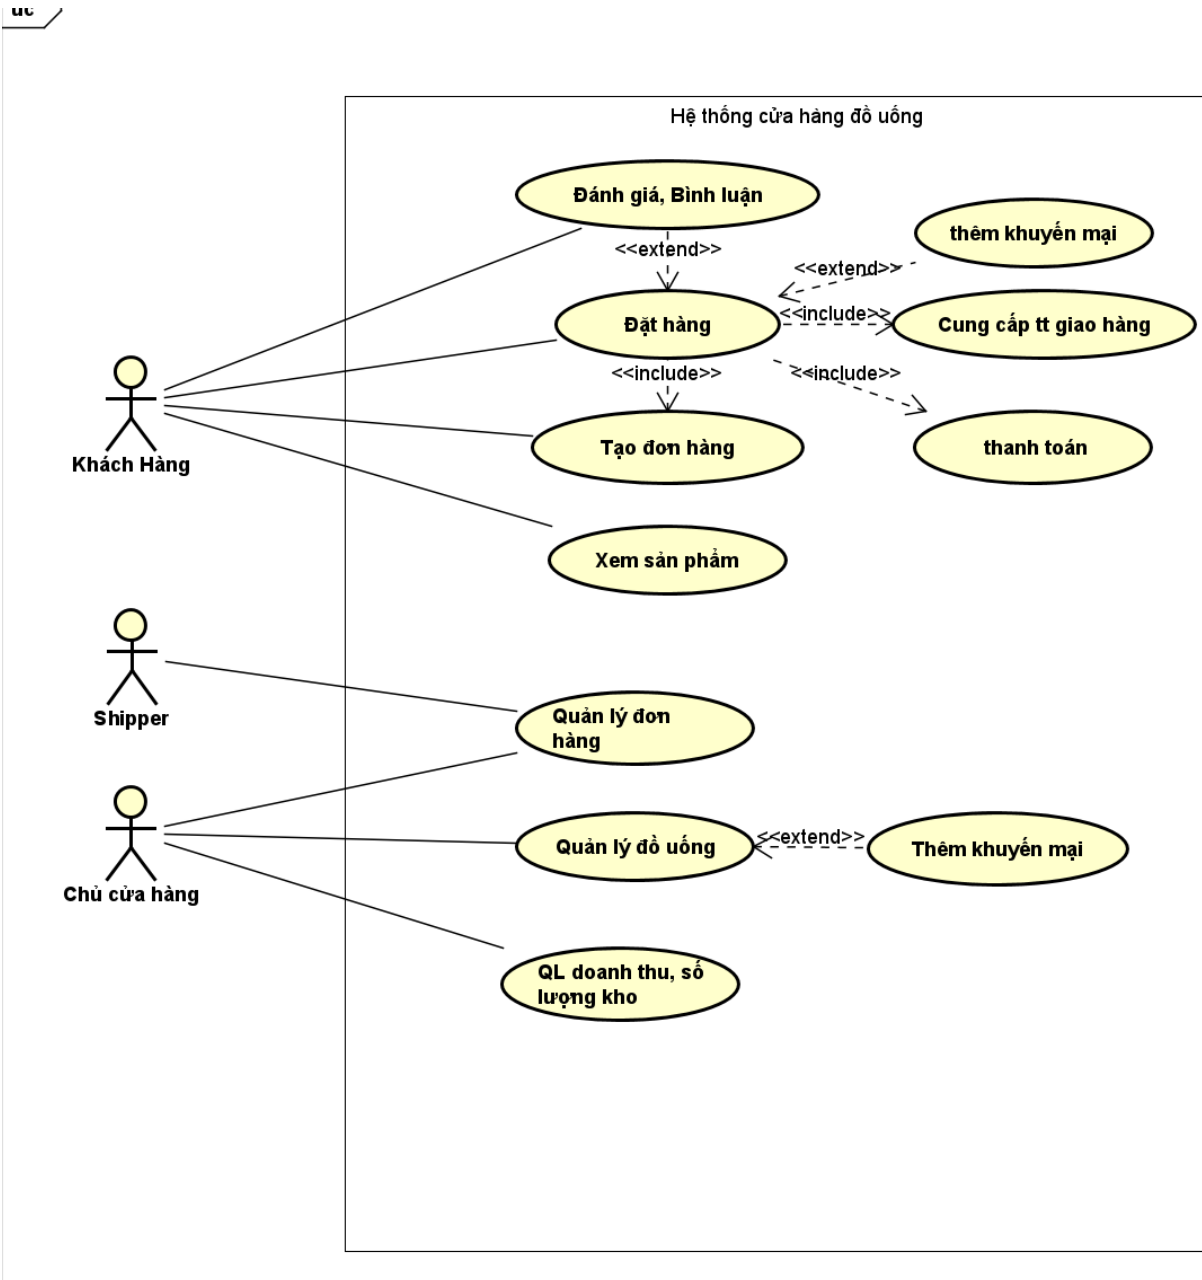 uc
Hệ thống cửa hàng đồ uống
Đánh giá, Bình luận
<<extend>>
thêm khuyến mại
<<extend>>
Đặt hàng
<<include>>
Cung cấp tt giao hàng
<<include>>
<<include>>
Tạo đơn hàng
thanh toán
Khách Hàng
Xem sản phẩm
Shipper
Quản lý đơn
hàng
Quản lý đồ uống
<<extend>>
Thêm khuyến mại
Chủ cửa hàng
QL doanh thu, số
lượng kho